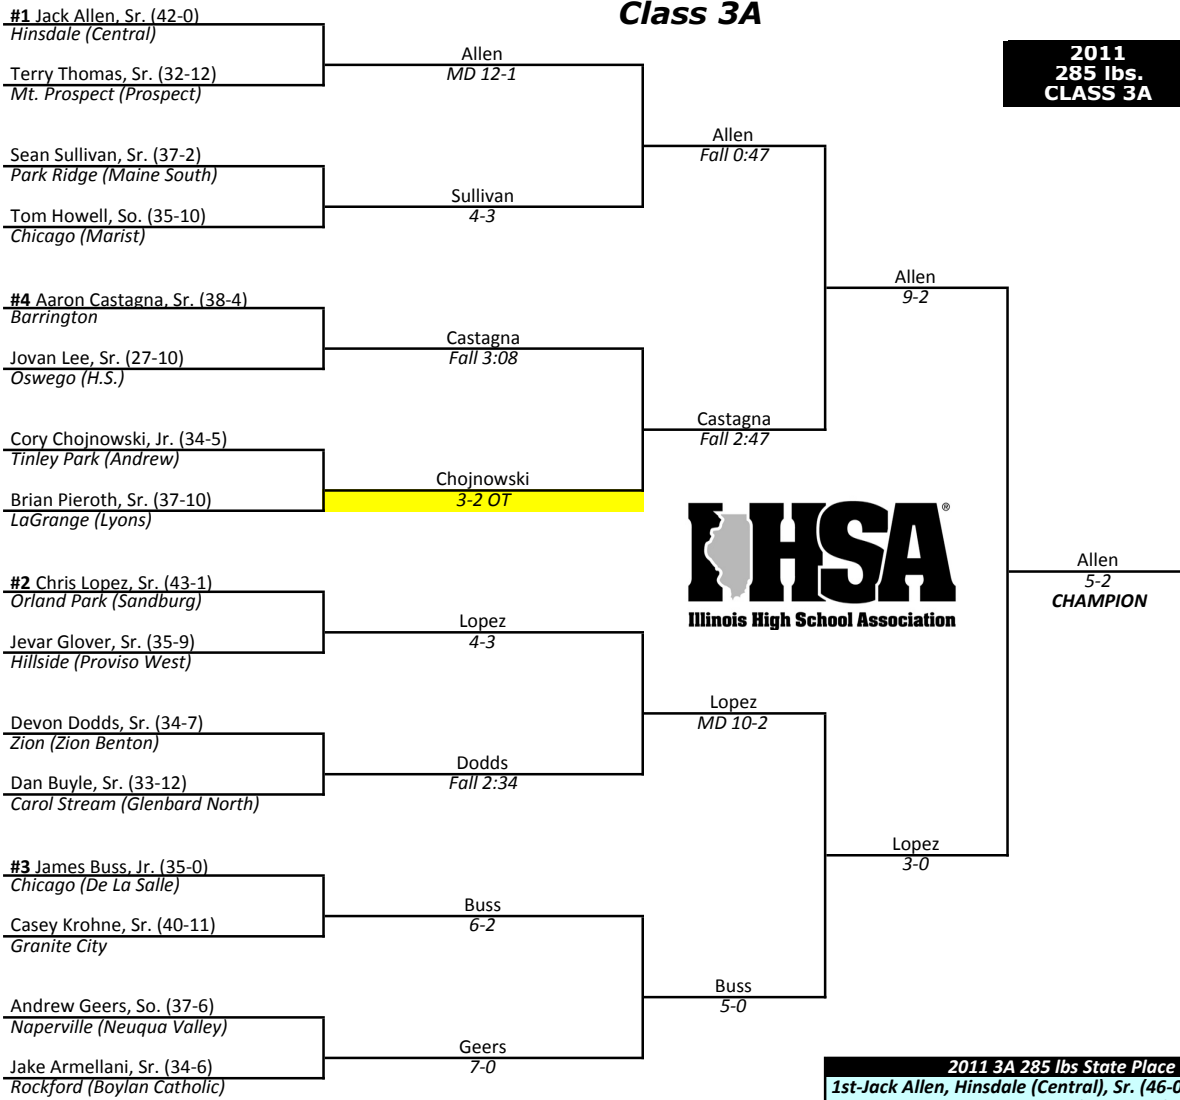 Class 3A
2011
285 lbs.
CLASS 3A
#1 Jack Allen, Sr. (42-0)
Hinsdale (Central)
Terry Thomas, Sr. (32-12)
Mt. Prospect (Prospect)
Sean Sullivan, Sr. (37-2)
Park Ridge (Maine South)
Tom Howell, So. (35-10)
Chicago (Marist)
#4 Aaron Castagna, Sr. (38-4)
Barrington
Jovan Lee, Sr. (27-10)
Oswego (H.S.)
Cory Chojnowski, Jr. (34-5)
Tinley Park (Andrew)
Brian Pieroth, Sr. (37-10)
LaGrange (Lyons)
#2 Chris Lopez, Sr. (43-1)
Orland Park (Sandburg)
Jevar Glover, Sr. (35-9)
Hillside (Proviso West)
Devon Dodds, Sr. (34-7)
Zion (Zion Benton)
Dan Buyle, Sr. (33-12)
Carol Stream (Glenbard North)
#3 James Buss, Jr. (35-0)
Chicago (De La Salle)
Casey Krohne, Sr. (40-11)
Granite City
Andrew Geers, So. (37-6)
Naperville (Neuqua Valley)
Jake Armellani, Sr. (34-6)
Rockford (Boylan Catholic)
Allen
MD 12-1
Sullivan
4-3
Castagna
Fall 3:08
Chojnowski
3-2 OT
Lopez
4-3
Dodds
Fall 2:34
Buss
6-2
Geers
7-0
Allen
Fall 0:47
Castagna
Fall 2:47
Lopez
MD 10-2
Buss
5-0
Allen
9-2
Lopez
3-0
Allen
5-2
CHAMPION
IHSA®
Illinois High School Association
2011 3A 285 lbs State Place
1st-Jack Allen, Hinsdale (Central), Sr. (46-0